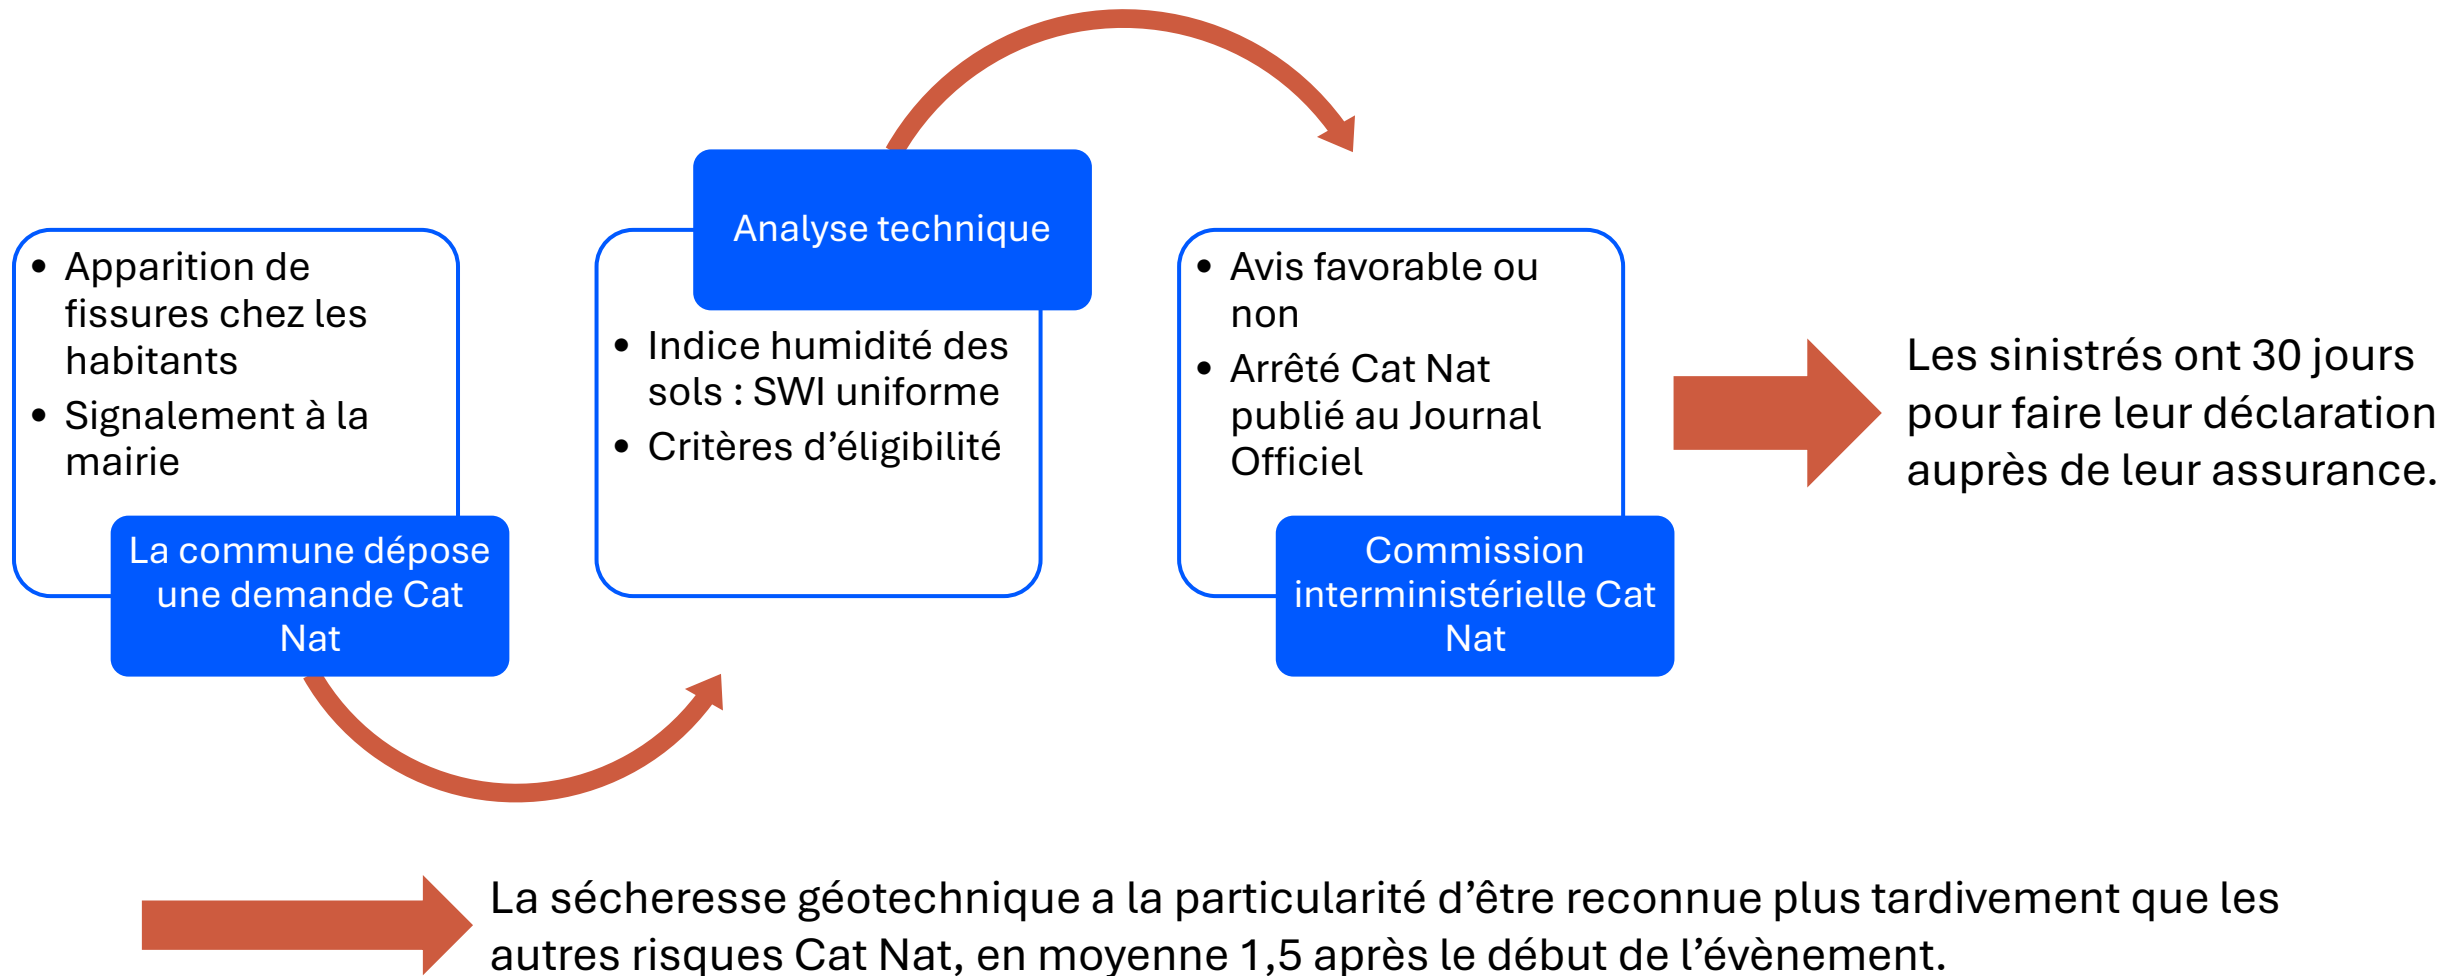 • Apparition de
fissures chez les
habitants
• Signalement à la
mairie
La commune dépose
une demande Cat
Nat
Analyse technique
• Indice humidité des
sols : SWI uniforme
• Critères d’éligibilité
• Avis favorable ou
non
• Arrêté Cat Nat
publié au Journal
Officiel
Commission
interministérielle Cat
Nat
Les sinistrés ont 30 jours
pour faire leur déclaration
auprès de leur assurance.
La sécheresse géotechnique a la particularité d’être reconnue plus tardivement que les
autres risques Cat Nat, en moyenne 1,5 après le début de l’évènement.